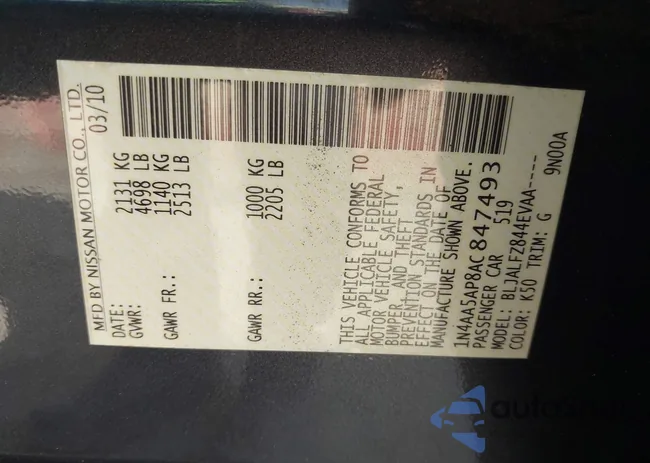 MFD BY NISSAN MOTOR CO., LTD.
DATE: 03/10
GVWR: 2131 KG
4698 LB
GAWR FR.: 1140 KG
2513 LB
GAWR RR.: 1000 KG
2205 LB
THIS VEHICLE CONFORMS TO
ALL APPLICABLE FEDERAL
MOTOR VEHICLE SAFETY,
BUMPER, AND THEFT
PREVENTION STANDARDS IN
EFFECT ON THE DATE OF
MANUFACTURE SHOWN ABOVE.
1N4AA5AP8AC847493
PASSENGER CAR 519
MODEL: BLJALFZ844EVAA----
COLOR: K50 TRIM: G 9N00A